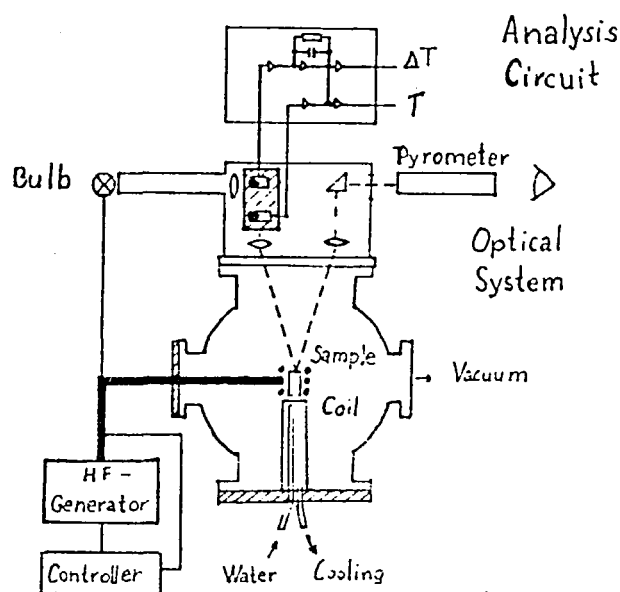 Analysis
Circuit
ΔT
T
Bulb
Pyrometer
Optical
System
Sample
Coil
Vacuum
HF-
Generator
Controller
Water
Cooling